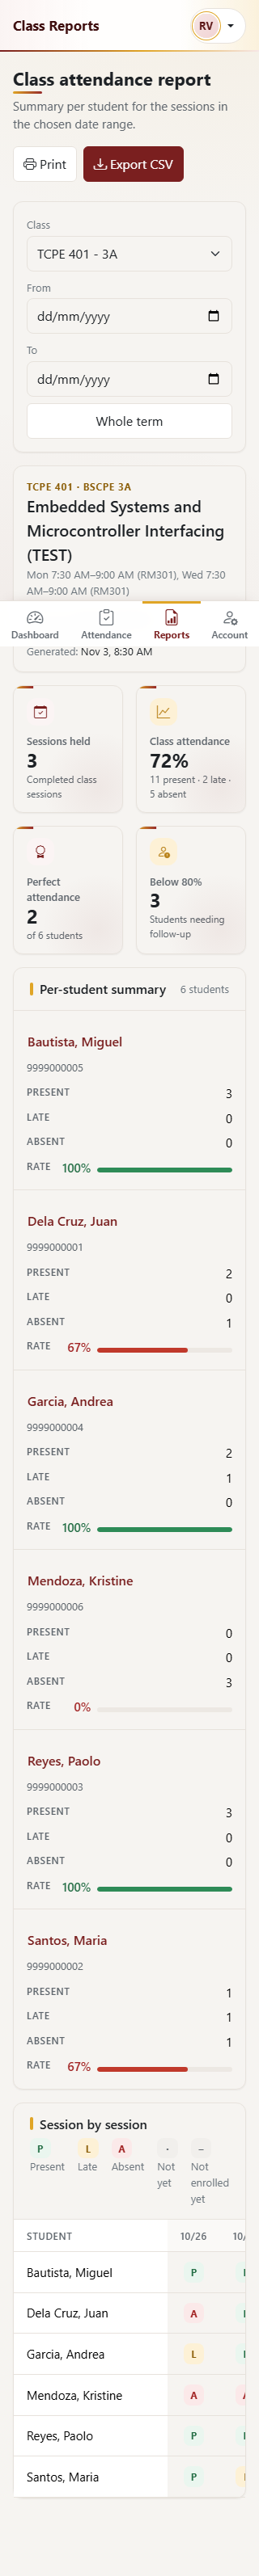 Class Reports
RV
Class attendance report
Summary per student for the sessions in
the chosen date range.
Print
Export CSV
Class
TCPE 401 - 3A
From
dd/mm/yyyy
To
dd/mm/yyyy
Whole term
TCPE 401 · BSCPE 3A
Embedded Systems and
Microcontroller Interfacing
(TEST)
Mon 7:30 AM–9:00 AM (RM301), Wed 7:30
AM–9:00 AM (RM301)
Dashboard Attendance Reports Account
Generated: Nov 3, 8:30 AM
Sessions held
3
Completed class
sessions
Class attendance
72%
11 present · 2 late ·
5 absent
Perfect
attendance
2
of 6 students
Below 80%
3
Students needing
follow-up
Per-student summary 6 students
Bautista, Miguel
9999000005
PRESENT 3
LATE 0
ABSENT 0
RATE 100%
Dela Cruz, Juan
9999000001
PRESENT 2
LATE 0
ABSENT 1
RATE 67%
Garcia, Andrea
9999000004
PRESENT 2
LATE 1
ABSENT 0
RATE 100%
Mendoza, Kristine
9999000006
PRESENT 0
LATE 0
ABSENT 3
RATE 0%
Reyes, Paolo
9999000003
PRESENT 3
LATE 0
ABSENT 0
RATE 100%
Santos, Maria
9999000002
PRESENT 1
LATE 1
ABSENT 1
RATE 67%
Session by session
P L A · –
Present Late Absent Not Not
yet enrolled
yet
STUDENT 10/26
Bautista, Miguel P
Dela Cruz, Juan A
Garcia, Andrea L
Mendoza, Kristine A
Reyes, Paolo P
Santos, Maria P